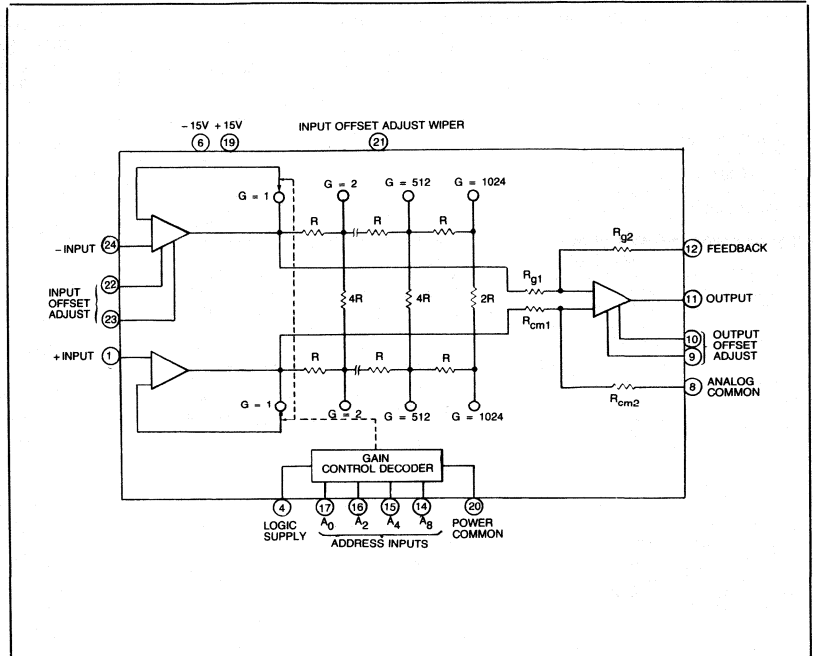 - 15V + 15V INPUT OFFSET ADJUST WIPER
6 19 21
G = 2 G = 512 G = 1024
G = 1
R R R
Rg2
- INPUT 24
12 FEEDBACK
22
Rg1
INPUT OFFSET ADJUST
4R 4R 2R
11 OUTPUT
23
Rcm1
10 OUTPUT OFFSET ADJUST
9
+ INPUT 1
R R R
8 ANALOG COMMON
G = 1
G = 2 G = 512 G = 1024
Rcm2
GAIN
CONTROL DECODER
4 17 16 15 14 20
LOGIC SUPPLY
A0 A2 A4 A8
POWER COMMON
ADDRESS INPUTS